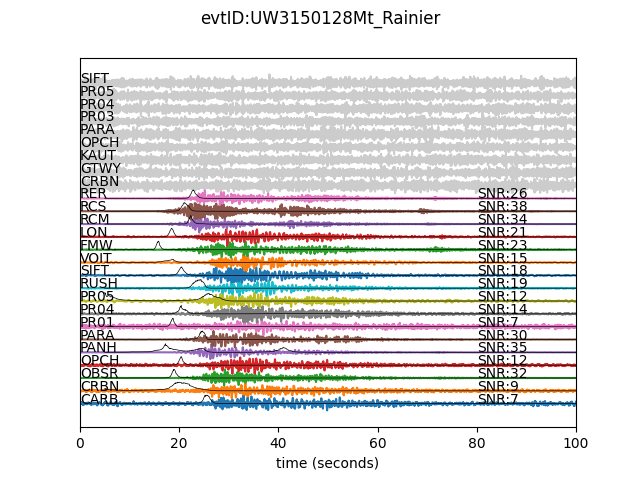 evtID:UW3150128Mt_Rainier
SIFT
PR05
PR04
PR03
PARA
OPCH
KAUT
GTWY
CRBN
RER SNR:26
RCS SNR:38
RCM SNR:34
LON SNR:21
FMW SNR:23
VOIT SNR:15
SIFT SNR:18
RUSH SNR:19
PR05 SNR:12
PR04 SNR:14
PR01 SNR:7
PARA SNR:30
PANH SNR:35
OPCH SNR:12
OBSR SNR:32
CRBN SNR:9
CARB SNR:7
0 20 40 60 80 100
time (seconds)